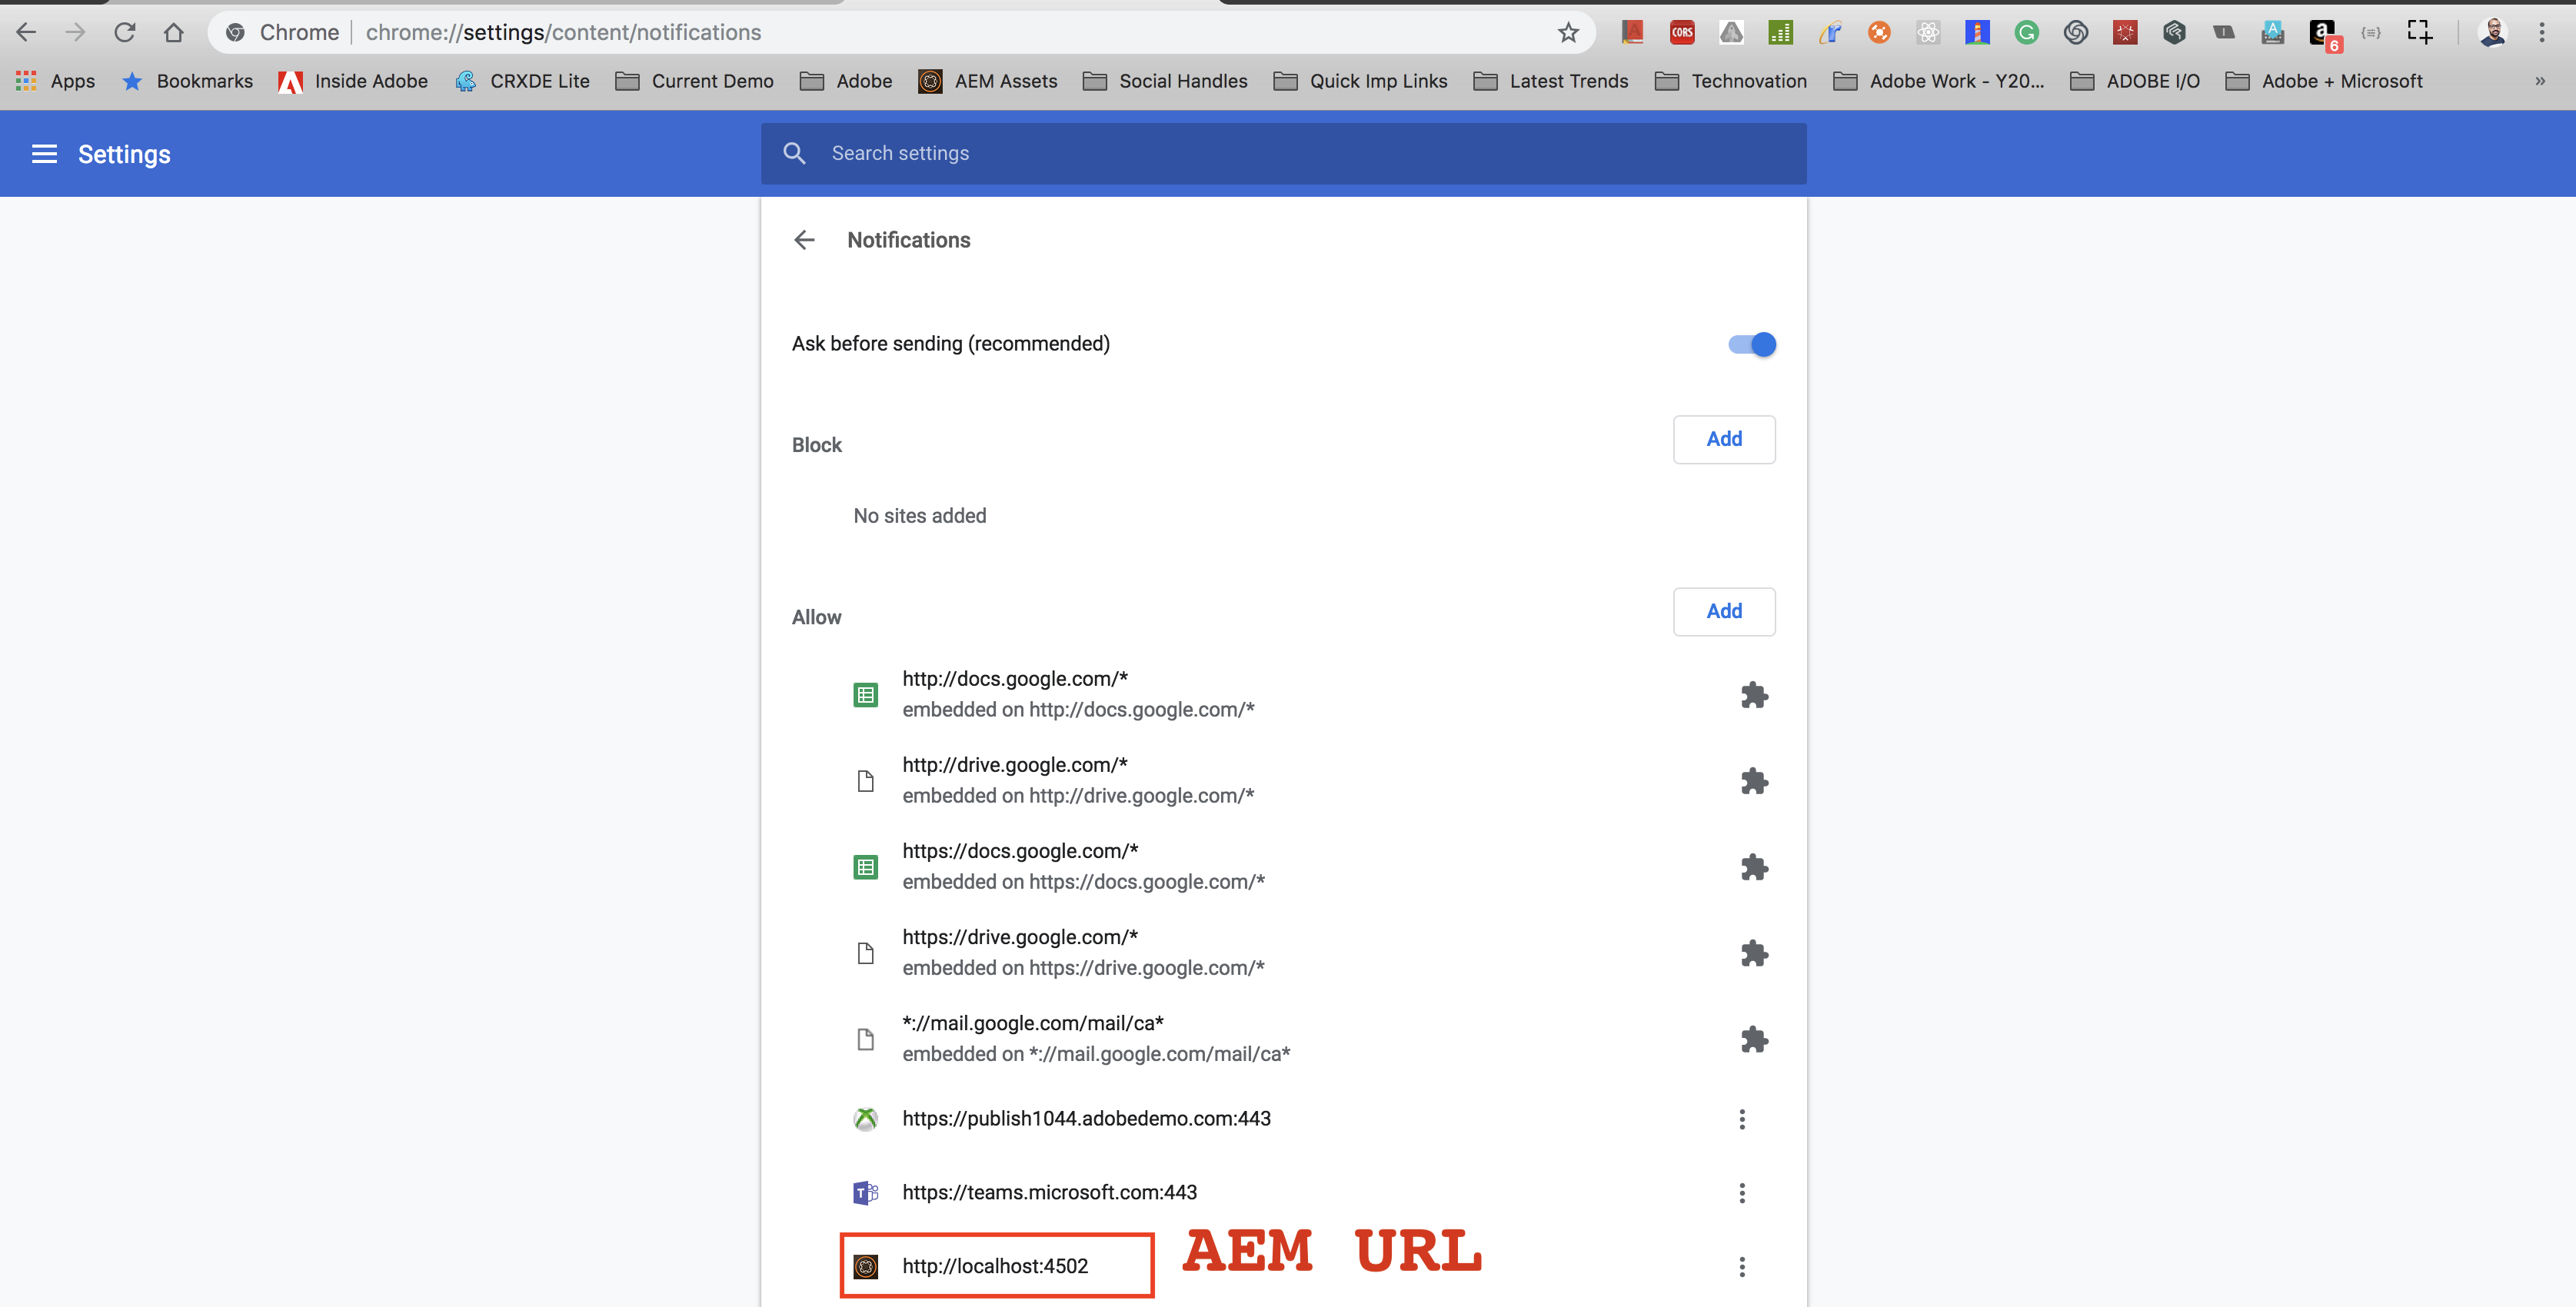 Chrome chrome://settings/content/notifications
CORS
a
6
Apps Bookmarks Inside Adobe CRXDE Lite Current Demo Adobe AEM Assets Social Handles Quick Imp Links Latest Trends Technovation Adobe Work - Y20... ADOBE I/O Adobe + Microsoft »
Settings
Search settings
Notifications
Ask before sending (recommended)
Block
Add
No sites added
Allow
Add
http://docs.google.com/*
embedded on http://docs.google.com/*
http://drive.google.com/*
embedded on http://drive.google.com/*
https://docs.google.com/*
embedded on https://docs.google.com/*
https://drive.google.com/*
embedded on https://drive.google.com/*
*://mail.google.com/mail/ca*
embedded on *://mail.google.com/mail/ca*
https://publish1044.adobedemo.com:443
https://teams.microsoft.com:443
http://localhost:4502
AEM URL